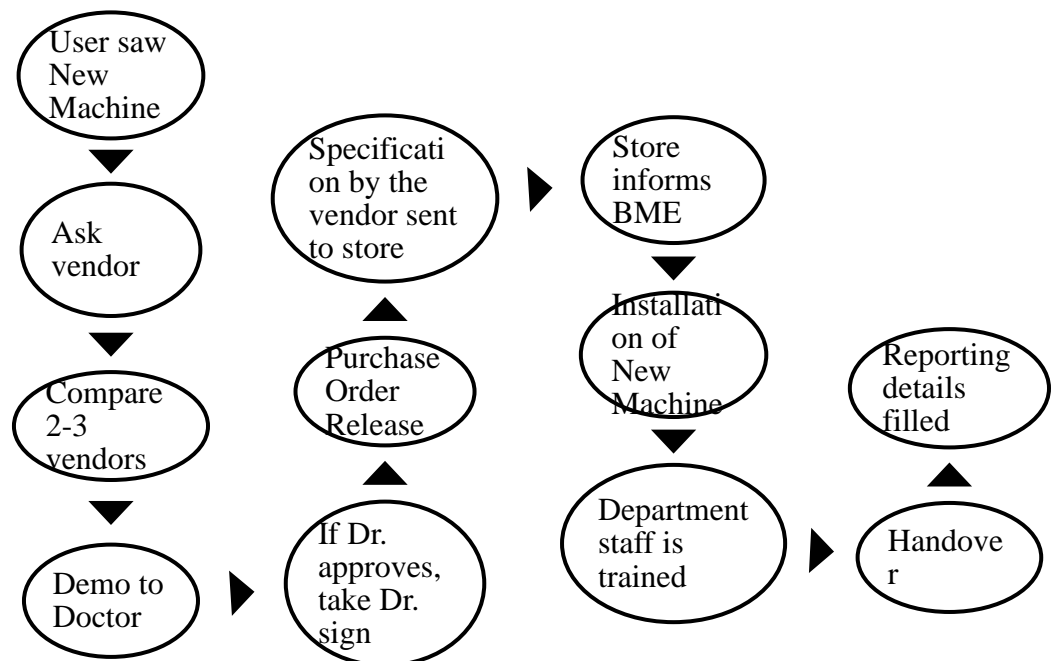 User saw
New
Machine
Ask
vendor
Compare
2-3
vendors
Demo to
Doctor
If Dr.
approves,
take Dr.
sign
Purchase
Order
Release
Specificati
on by the
vendor sent
to store
Store
informs
BME
Installati
on of
New
Machine
Department
staff is
trained
Handove
r
Reporting
details
filled